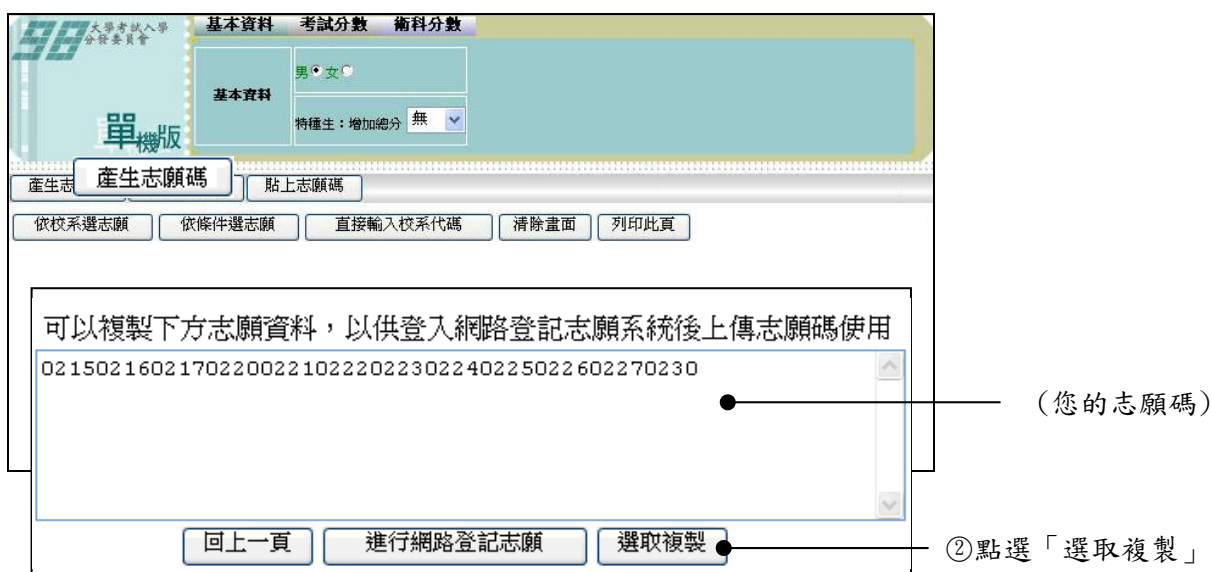 98 大學考試入學
分發委員會
單機版
基本資料 考試分數 術科分數
基本資料
男 女
特種生：增加總分 無
產生志
產生志願碼
貼上志願碼
依校系選志願 依條件選志願 直接輸入校系代碼 清除畫面 列印此頁
可以複製下方志願資料，以供登入網路登記志願系統後上傳志願碼使用
021502160217022002210222022302240225022602270230
(您的志願碼)
回上一頁 進行網路登記志願 選取複製
②點選「選取複製」